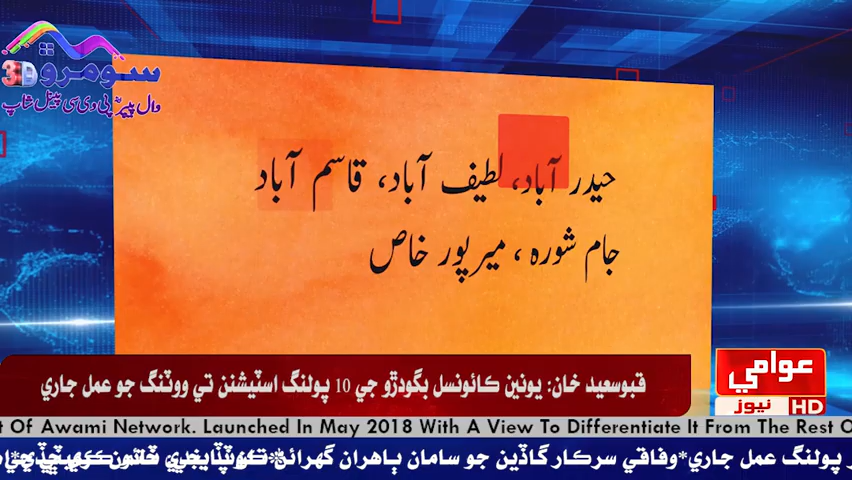 سومرو 3D
وال پیپرز پی وی سی پینل شاپ
حیدر آباد، لطیف آباد، قاسم آباد
جام شورہ ، میرپور خاص
قبوسعيد خان: يونين ڪائونسل بگودڙو جي 10 پولنگ اسٽيشنن تي ووٽنگ جو عمل جاري
عوامي
نيوز HD
t Of Awami Network. Launched In May 2018 With A View To Differentiate It From The Rest O
ر پولنگ عمل جاري*وفاقي سرڪار گاڏين جو سامان ٻاهران گهرائڻ